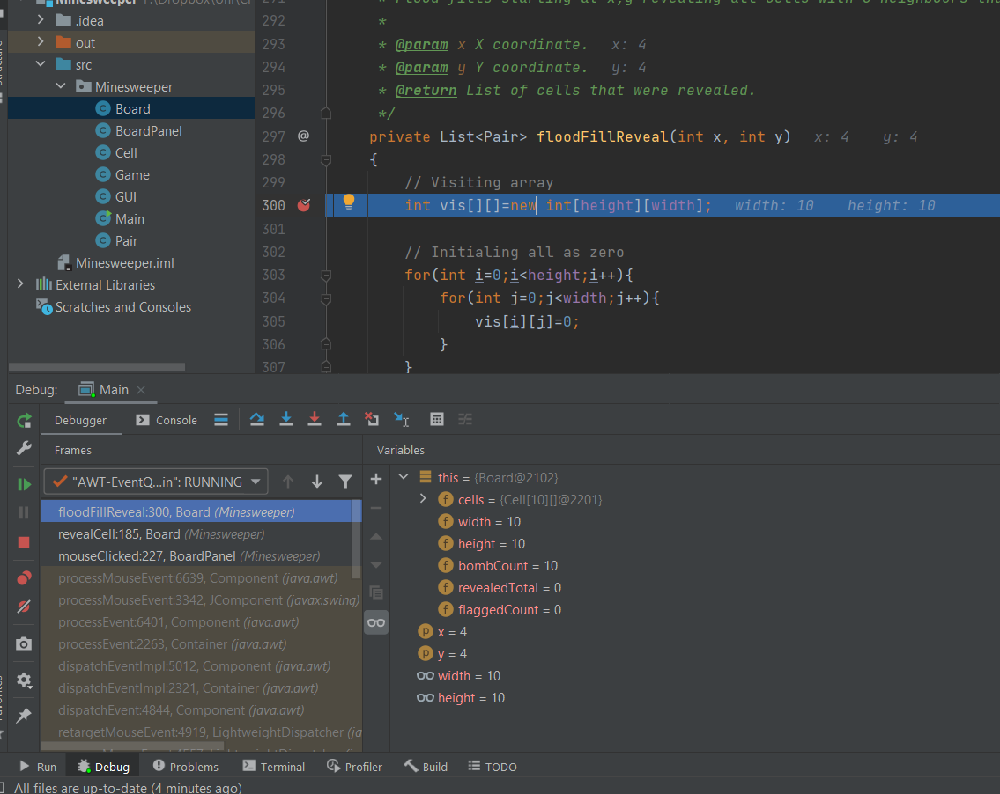 Minesweeper
.idea
out
src
Minesweeper
Board
BoardPanel
Cell
Game
GUI
Main
Pair
Minesweeper.iml
External Libraries
Scratches and Consoles
292 *
293 * @param x X coordinate. x: 4
294 * @param y Y coordinate. y: 4
295 * @return List of cells that were revealed.
296 */
297 @ private List<Pair> floodFillReveal(int x, int y) x: 4 y: 4
298 {
299 // Visiting array
300 int vis[][]=new int[height][width]; width: 10 height: 10
301
302 // Initialing all as zero
303 for(int i=0;i<height;i++){
304 for(int j=0;j<width;j++){
305 vis[i][j]=0;
306 }
307 }
Debug: Main
Debugger Console
Frames
"AWT-EventQ...in": RUNNING
floodFillReveal:300, Board (Minesweeper)
revealCell:185, Board (Minesweeper)
mouseClicked:227, BoardPanel (Minesweeper)
processMouseEvent:6639, Component (java.awt)
processMouseEvent:3342, JComponent (javax.swing)
processEvent:6401, Component (java.awt)
processEvent:2263, Container (java.awt)
dispatchEventImpl:5012, Component (java.awt)
dispatchEventImpl:2321, Container (java.awt)
dispatchEvent:4844, Component (java.awt)
retargetMouseEvent:4919, LightweightDispatcher (ja
Variables
this = {Board@2102}
cells = {Cell[10][]@2201}
width = 10
height = 10
bombCount = 10
revealedTotal = 0
flaggedCount = 0
x = 4
y = 4
width = 10
height = 10
Run Debug Problems Terminal Profiler Build TODO
All files are up-to-date (4 minutes ago)